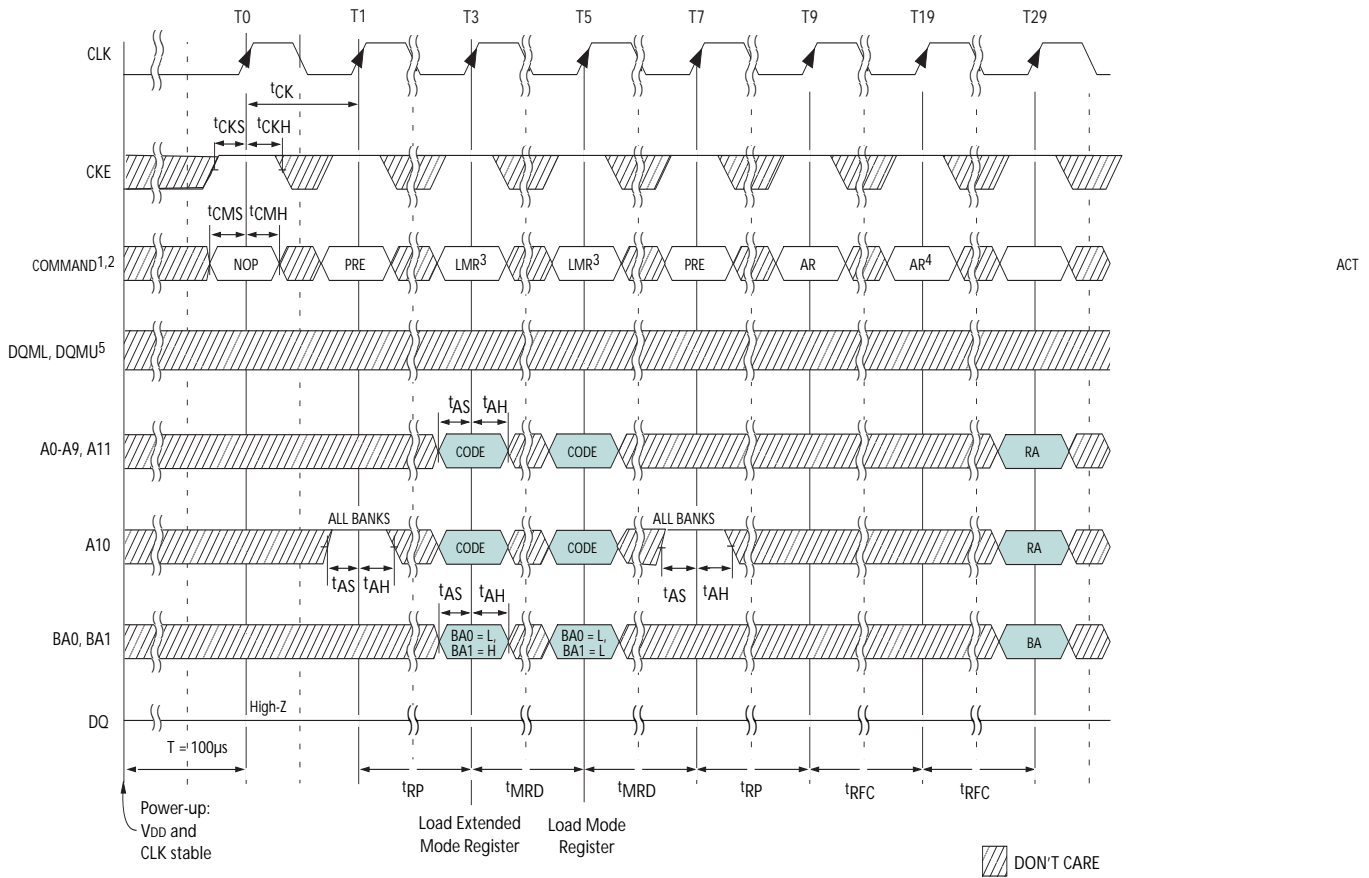 T0 T1 T3 T5 T7 T9 T19 T29
CLK
tCK
tCKS tCKH
CKE
tCMS tCMH
COMMAND1,2 NOP PRE LMR3 LMR3 PRE AR AR4 ACT
DQML, DQMU5
tAS tAH
A0-A9, A11 CODE CODE RA
ALL BANKS ALL BANKS
A10 CODE CODE RA
tAS tAH tAS tAH
tAS tAH
BA0, BA1 BA0 = L, BA1 = H BA0 = L, BA1 = L BA
High-Z
DQ
T = 100µs
tRP tMRD tMRD tRP tRFC tRFC
Power-up:
VDD and
CLK stable
Load Extended
Mode Register
Load Mode
Register
DON'T CARE